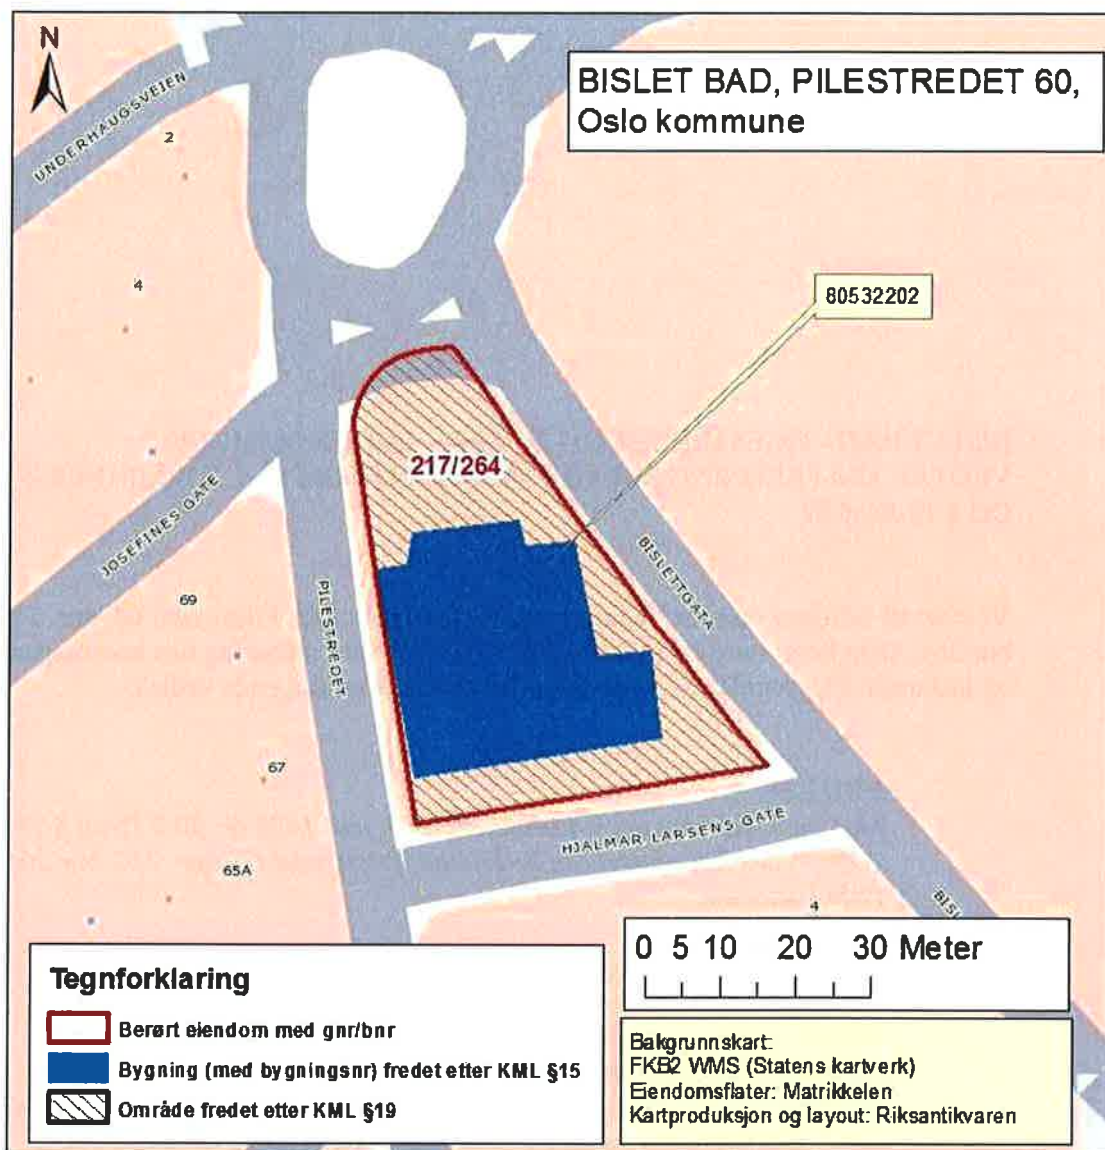 N
BISLET BAD, PILESTREDET 60,
Oslo kommune
UNDERHAUGSVEIEN
2
4
80532202
217/264
JOSEFINES GATE
BISLETTGATA
69
PILESTREDET
67
HJALMAR LARSENS GATE
65A
4
BISL
0 5 10 20 30 Meter
Tegnforklaring
Berørt eiendom med gnr/bnr
Bygning (med bygningsnr) fredet etter KML §15
Område fredet etter KML §19
Bakgrunnskart:
FKB2 WMS (Statens kartverk)
Eiendomsflater: Matrikkelen
Kartproduksjon og layout: Riksantikvaren